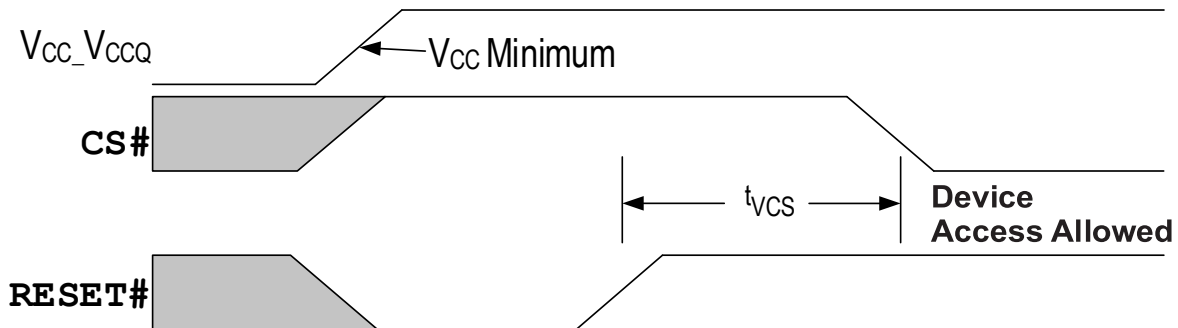 VCC_VCCQ
VCC Minimum
CS#
tVCS
Device
Access Allowed
RESET#